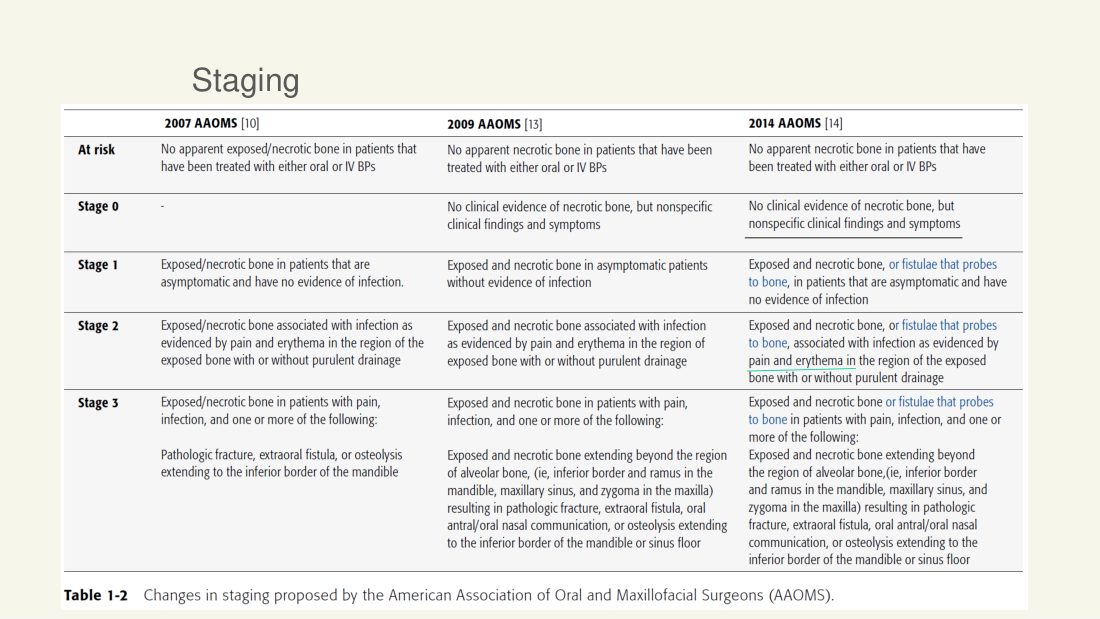 Staging
2007 AAOMS [10] 2009 AAOMS [13] 2014 AAOMS [14]
At risk
No apparent exposed/necrotic bone in patients that
have been treated with either oral or IV BPs
No apparent necrotic bone in patients that have been
treated with either oral or IV BPs
No apparent necrotic bone in patients that have
been treated with either oral or IV BPs
Stage 0
-
No clinical evidence of necrotic bone, but nonspecific
clinical findings and symptoms
No clinical evidence of necrotic bone, but
nonspecific clinical findings and symptoms
Stage 1
Exposed/necrotic bone in patients that are
asymptomatic and have no evidence of infection.
Exposed and necrotic bone in asymptomatic patients
without evidence of infection
Exposed and necrotic bone, or fistulae that probes
to bone, in patients that are asymptomatic and have
no evidence of infection
Stage 2
Exposed/necrotic bone associated with infection as
evidenced by pain and erythema in the region of the
exposed bone with or without purulent drainage
Exposed and necrotic bone associated with infection
as evidenced by pain and erythema in the region of
exposed bone with or without purulent drainage
Exposed and necrotic bone, or fistulae that probes
to bone, associated with infection as evidenced by
pain and erythema in the region of the exposed
bone with or without purulent drainage
Stage 3
Exposed/necrotic bone in patients with pain,
infection, and one or more of the following:
Pathologic fracture, extraoral fistula, or osteolysis
extending to the inferior border of the mandible
Exposed and necrotic bone in patients with pain,
infection, and one or more of the following:
Exposed and necrotic bone extending beyond the region
of alveolar bone, (ie, inferior border and ramus in the
mandible, maxillary sinus, and zygoma in the maxilla)
resulting in pathologic fracture, extraoral fistula, oral
antral/oral nasal communication, or osteolysis extending
to the inferior border of the mandible or sinus floor
Exposed and necrotic bone or fistulae that probes
to bone in patients with pain, infection, and one or
more of the following:
Exposed and necrotic bone extending beyond
the region of alveolar bone,(ie, inferior border
and ramus in the mandible, maxillary sinus, and
zygoma in the maxilla) resulting in pathologic
fracture, extraoral fistula, oral antral/oral nasal
communication, or osteolysis extending to the
inferior border of the mandible or sinus floor
Table 1-2 Changes in staging proposed by the American Association of Oral and Maxillofacial Surgeons (AAOMS).